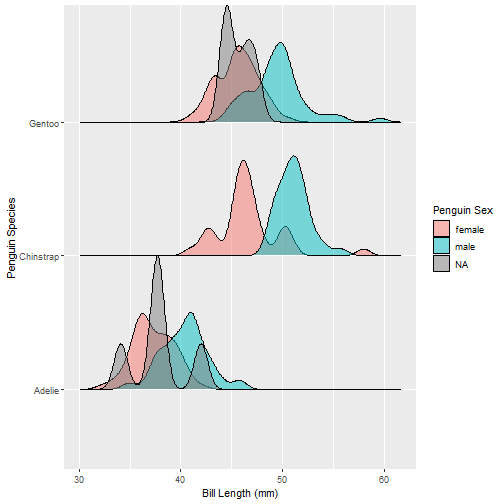 Gentoo
Chinstrap
Adelie
Penguin Species
30 40 50 60
Bill Length (mm)
Penguin Sex
female
male
NA